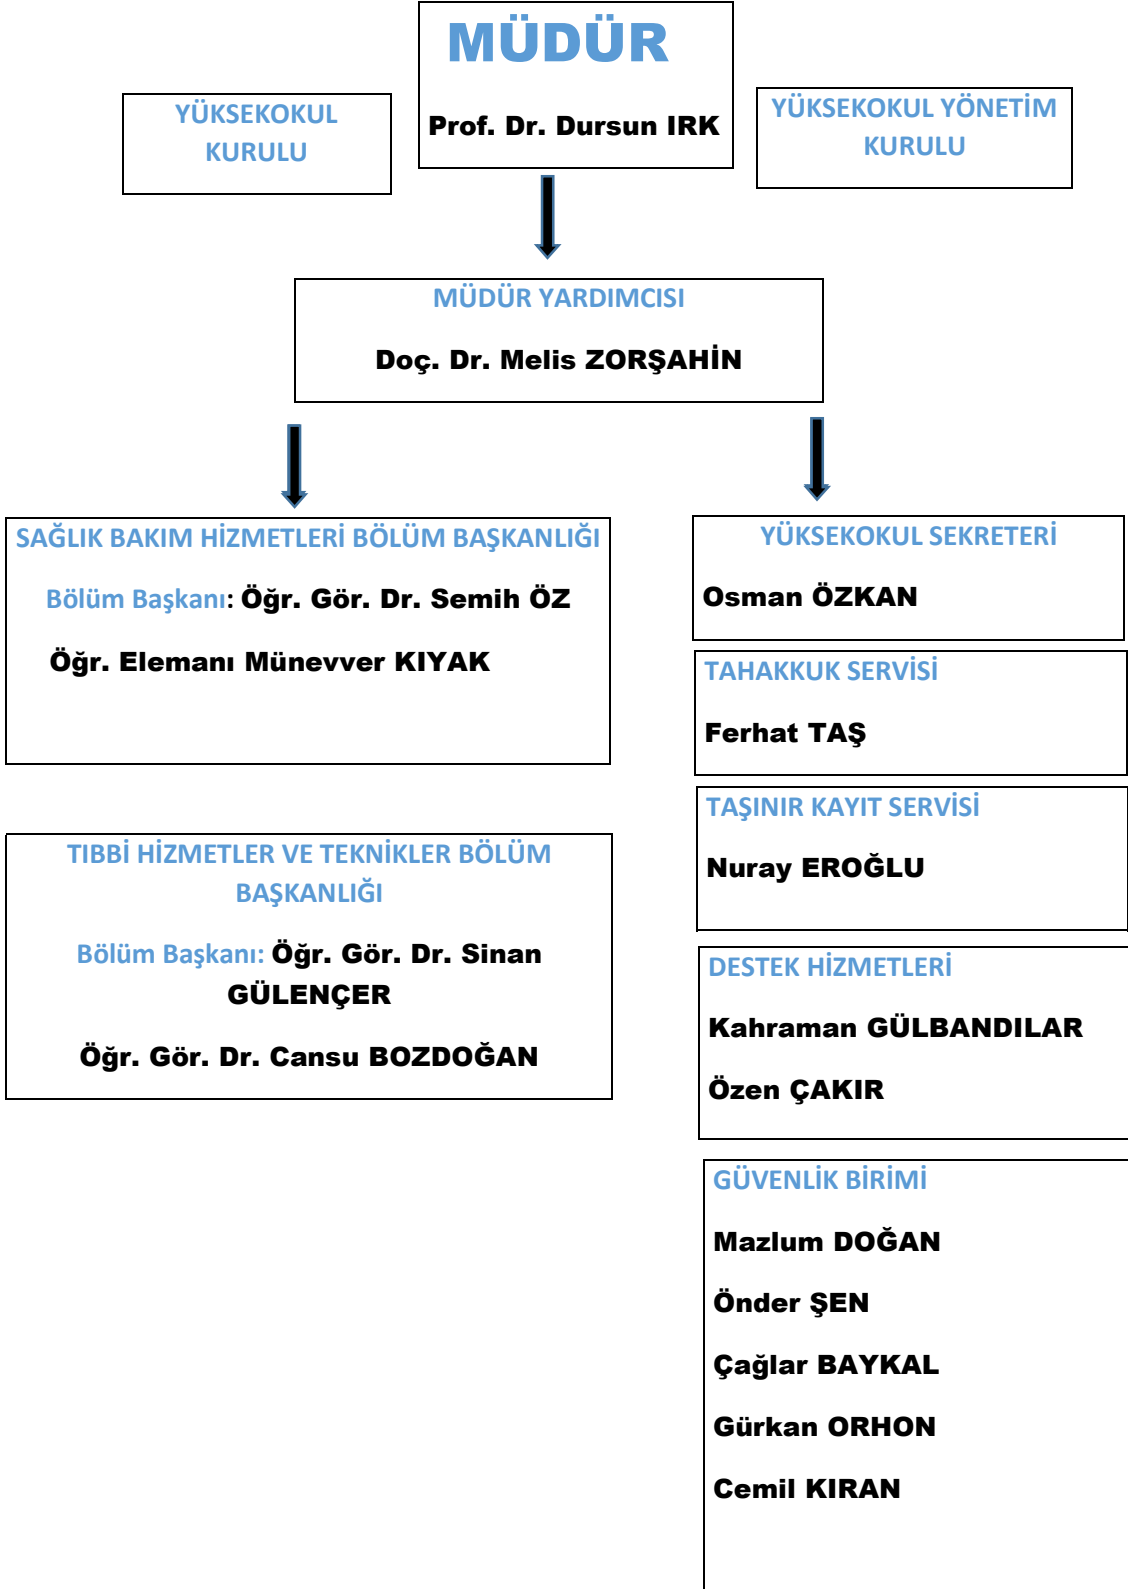 MÜDÜR
Prof. Dr. Dursun IRK
YÜKSEKOKUL
KURULU
YÜKSEKOKUL YÖNETİM
KURULU
MÜDÜR YARDIMCISI
Doç. Dr. Melis ZORŞAHİN
SAĞLIK BAKIM HİZMETLERİ BÖLÜM BAŞKANLIĞI
Bölüm Başkanı: Öğr. Gör. Dr. Semih ÖZ
Öğr. Elemanı Münevver KIYAK
TIBBİ HİZMETLER VE TEKNİKLER BÖLÜM
BAŞKANLIĞI
Bölüm Başkanı: Öğr. Gör. Dr. Sinan
GÜLENÇER
Öğr. Gör. Dr. Cansu BOZDOĞAN
YÜKSEKOKUL SEKRETERİ
Osman ÖZKAN
TAHAKKUK SERVİSİ
Ferhat TAŞ
TAŞINIR KAYIT SERVİSİ
Nuray EROĞLU
DESTEK HİZMETLERİ
Kahraman GÜLBANDILAR
Özen ÇAKIR
GÜVENLİK BİRİMİ
Mazlum DOĞAN
Önder ŞEN
Çağlar BAYKAL
Gürkan ORHON
Cemil KIRAN